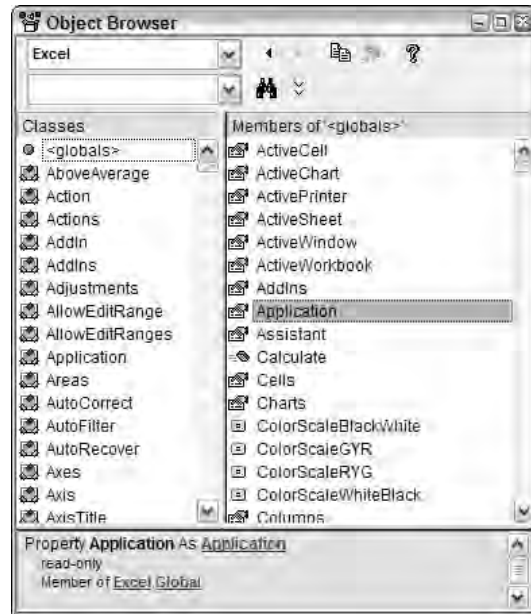 Object Browser
Excel
Classes
<globals>
AboveAverage
Action
Actions
AddIn
AddIns
Adjustments
AllowEditRange
AllowEditRanges
Application
Areas
AutoCorrect
AutoFilter
AutoRecover
Axes
Axis
AxisTitle
Members of '<globals>'
ActiveCell
ActiveChart
ActivePrinter
ActiveSheet
ActiveWindow
ActiveWorkbook
AddIns
Application
Assistant
Calculate
Cells
Charts
ColorScaleBlackWhite
ColorScaleGYR
ColorScaleRYG
ColorScaleWhiteBlack
Columns
Property Application As Application
read-only
Member of Excel.Global